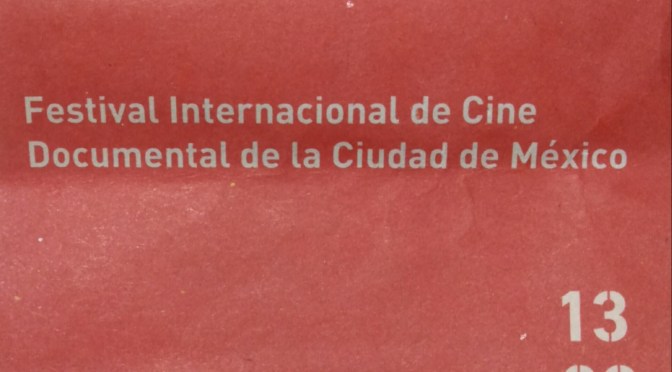 Festival Internacional de Cine
Documental de la Ciudad de México
13